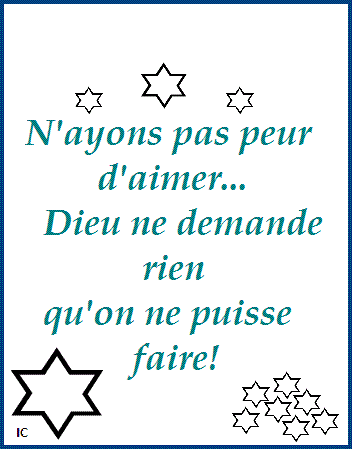 N'ayons pas peur
d'aimer...
Dieu ne demande
rien
qu'on ne puisse
faire!
IC